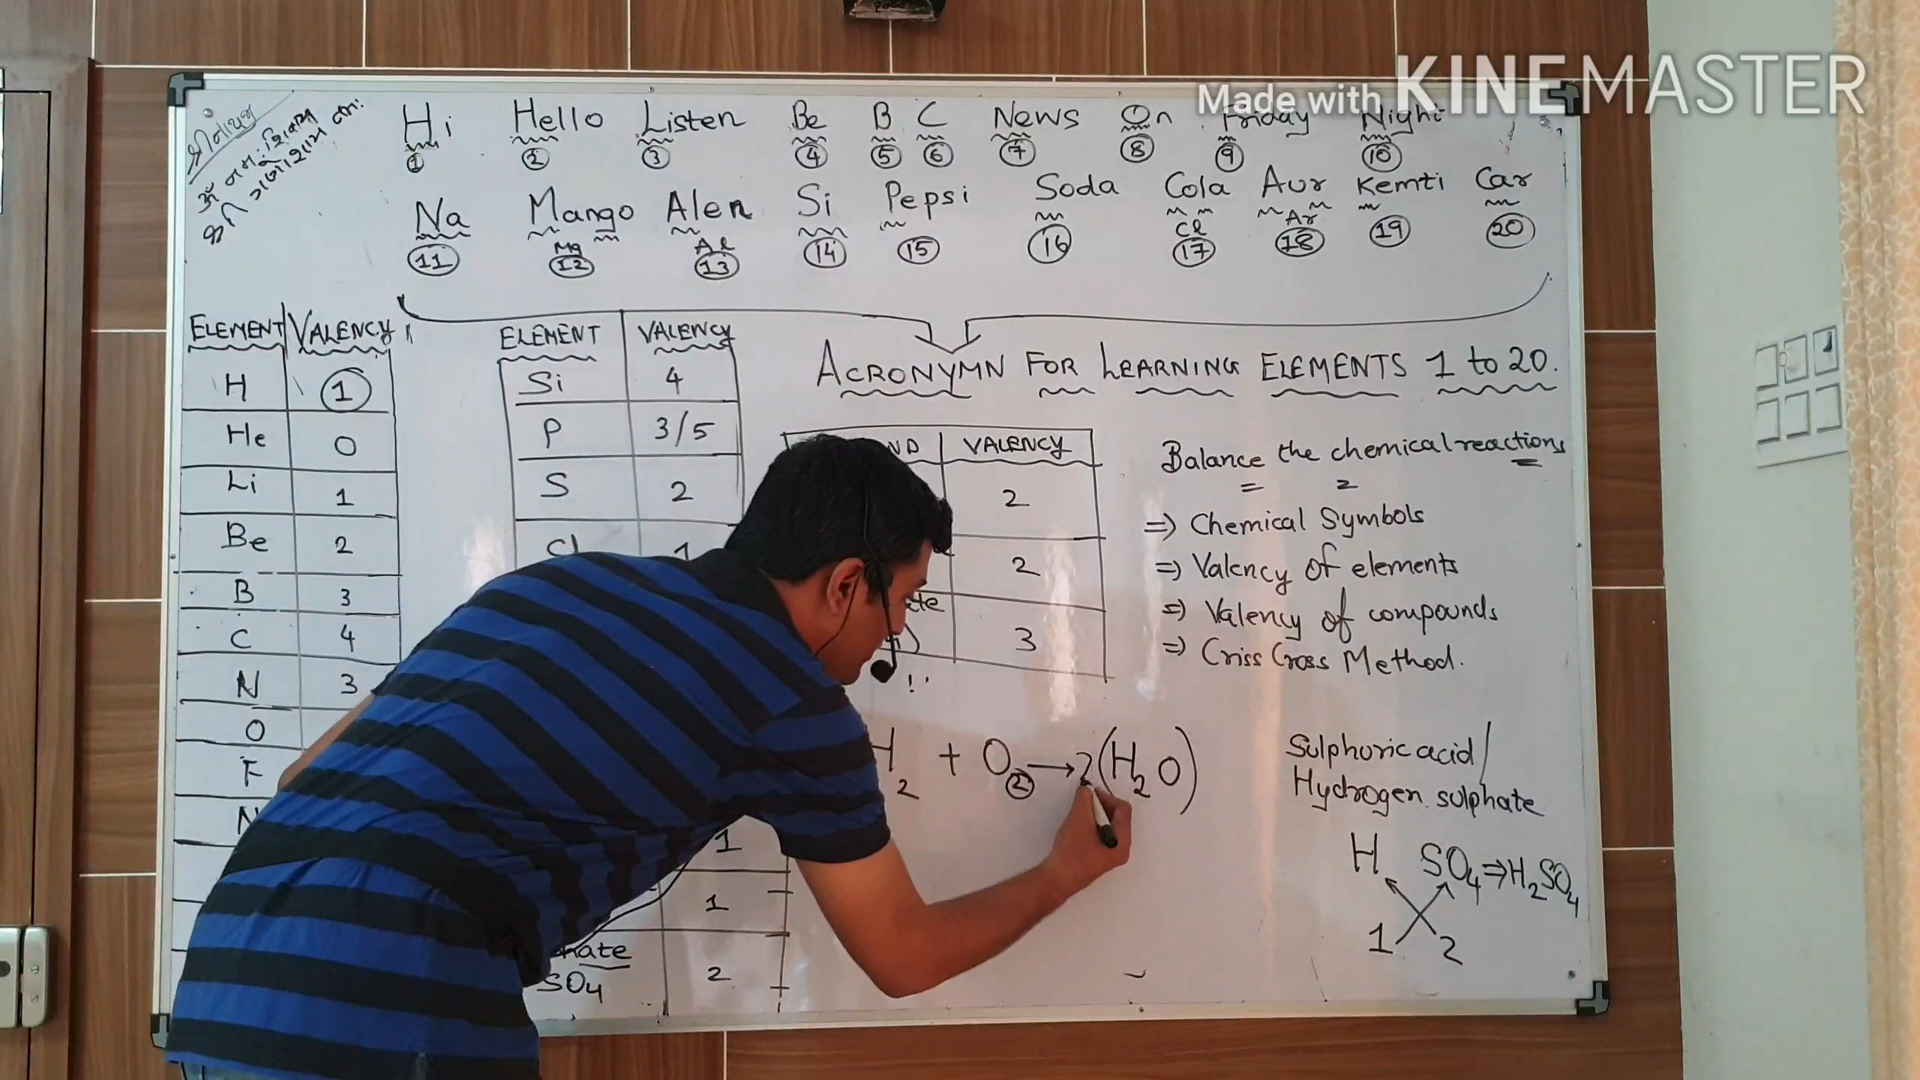 Made with KINEMASTER
શ્રીનાથજી
ૐ નમઃ શિવાય
Hi Hello Listen Be B C News On Friday Night
1 2 3 4 5 6 7 8 9 10
Na Mango Alen Si Pepsi Soda Cola Aur Kemti Car
Mg Al Cl Ar
11 12 13 14 15 16 17 18 19 20
ACRONYMN FOR LEARNING ELEMENTS 1 to 20.
ELEMENT VALENCY
H 1
He 0
Li 1
Be 2
B 3
C 4
N 3
O
F
N
ELEMENT VALENCY
Si 4
P 3/5
S 2
Cl 1
1
1
SO4 2
VALENCY
2
2
3
Balance the chemical reactions
=> Chemical Symbols
=> Valency of elements
=> Valency of compounds
=> Criss Cross Method.
H2 + O2 → 2(H2O)
Sulphuric acid/
Hydrogen sulphate
H SO4 => H2SO4
1 2